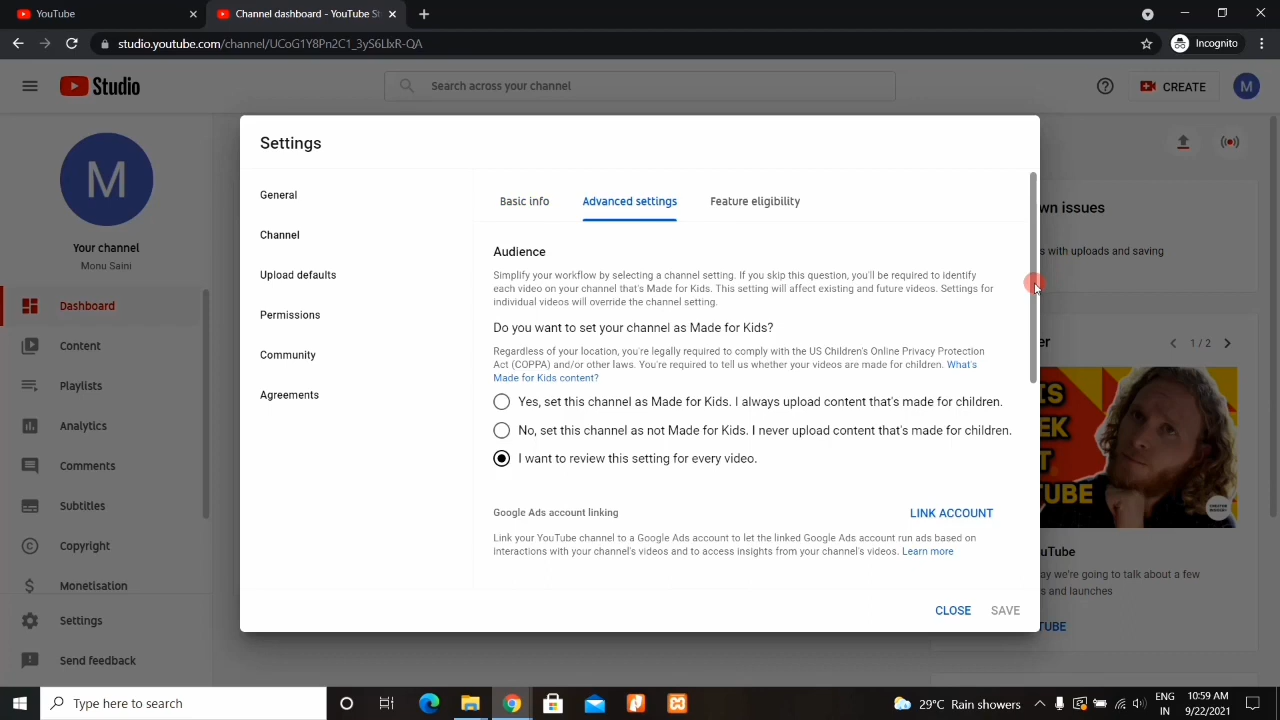 YouTube
Channel dashboard - YouTube St
studio.youtube.com/channel/UCoG1Y8Pn2C1_3yS6LlxR-QA
Incognito
Studio
Search across your channel
CREATE
M
M
Your channel
Monu Saini
Dashboard
Content
Playlists
Analytics
Comments
Subtitles
Copyright
Monetisation
Settings
Send feedback
Settings
General
Channel
Upload defaults
Permissions
Community
Agreements
Basic info
Advanced settings
Feature eligibility
Audience
Simplify your workflow by selecting a channel setting. If you skip this question, you'll be required to identify
each video on your channel that's Made for Kids. This setting will affect existing and future videos. Settings for
individual videos will override the channel setting.
Do you want to set your channel as Made for Kids?
Regardless of your location, you're legally required to comply with the US Children's Online Privacy Protection
Act (COPPA) and/or other laws. You're required to tell us whether your videos are made for children. What's
Made for Kids content?
Yes, set this channel as Made for Kids. I always upload content that's made for children.
No, set this channel as not Made for Kids. I never upload content that's made for children.
I want to review this setting for every video.
Google Ads account linking
LINK ACCOUNT
Link your YouTube channel to a Google Ads account to let the linked Google Ads account run ads based on
interactions with your channel's videos and to access insights from your channel's videos. Learn more
CLOSE
SAVE
wn issues
s with uploads and saving
er
1 / 2
IS
EK
T
UBE
uTube
ay we're going to talk about a few
s and launches
TUBE
Type here to search
29°C Rain showers
ENG
IN
10:59 AM
9/22/2021